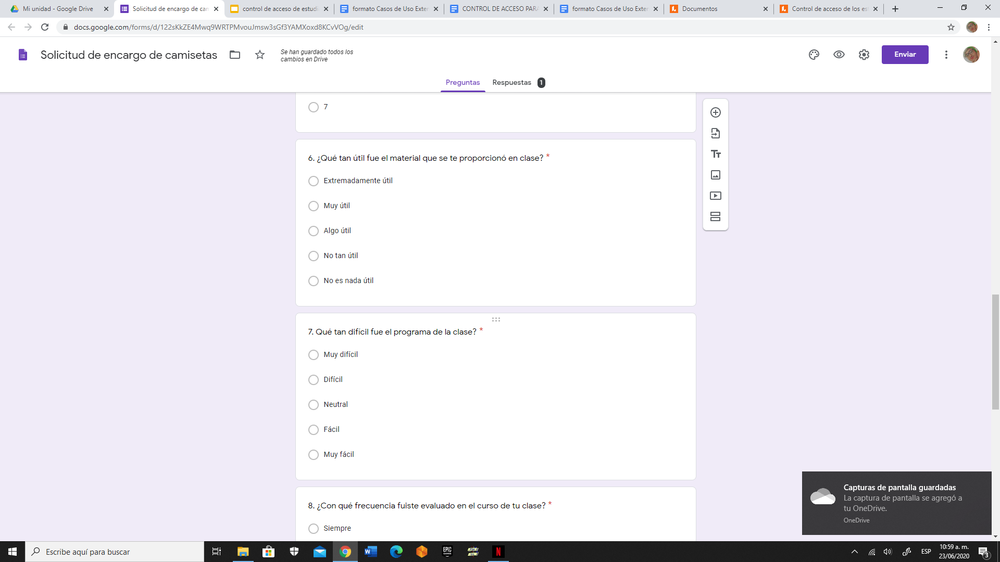 Mi unidad - Google Drive
Solicitud de encargo de can
control de acceso de estudi
formato Casos de Uso Exter
CONTROL DE ACCESO PARA
formato Casos de Uso Exter
Documentos
Control de acceso de los es
docs.google.com/forms/d/122sKkZE4Mwq9WRTPMvouJmsw3sGf3YAMXoxd8KCvVOg/edit
Solicitud de encargo de camisetas
Se han guardado todos los
cambios en Drive
Enviar
Preguntas
Respuestas 1
7
6. ¿Qué tan útil fue el material que se te proporcionó en clase? *
Extremadamente útil
Muy útil
Algo útil
No tan útil
No es nada útil
7. Qué tan difícil fue el programa de la clase? *
Muy difícil
Difícil
Neutral
Fácil
Muy fácil
8. ¿Con qué frecuencia fuiste evaluado en el curso de tu clase? *
Siempre
Capturas de pantalla guardadas
La captura de pantalla se agregó a
tu OneDrive.
OneDrive
Escribe aquí para buscar
EPIC
GAMES
ESP
10:59 a. m.
23/06/2020
3